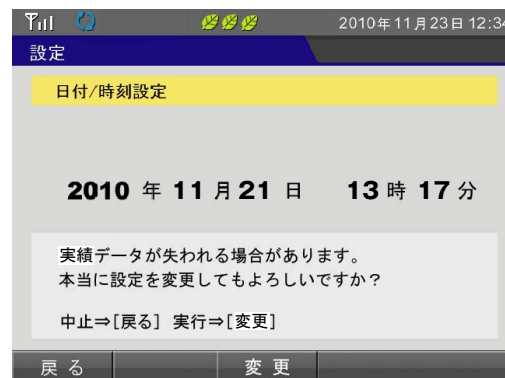 2010年11月23日 12:34
設定
日付/時刻設定
2010 年 11 月 21 日 13 時 17 分
実績データが失われる場合があります。
本当に設定を変更してもよろしいですか？
中止⇒[戻る] 実行⇒[変更]
戻る 変更